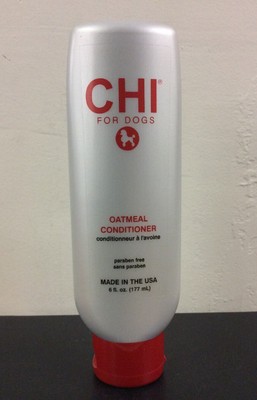 CHI®
FOR DOGS
OATMEAL
CONDITIONER
conditionneur à l'avoine
paraben free
sans paraben
MADE IN THE USA
6 fl. oz. (177 mL)